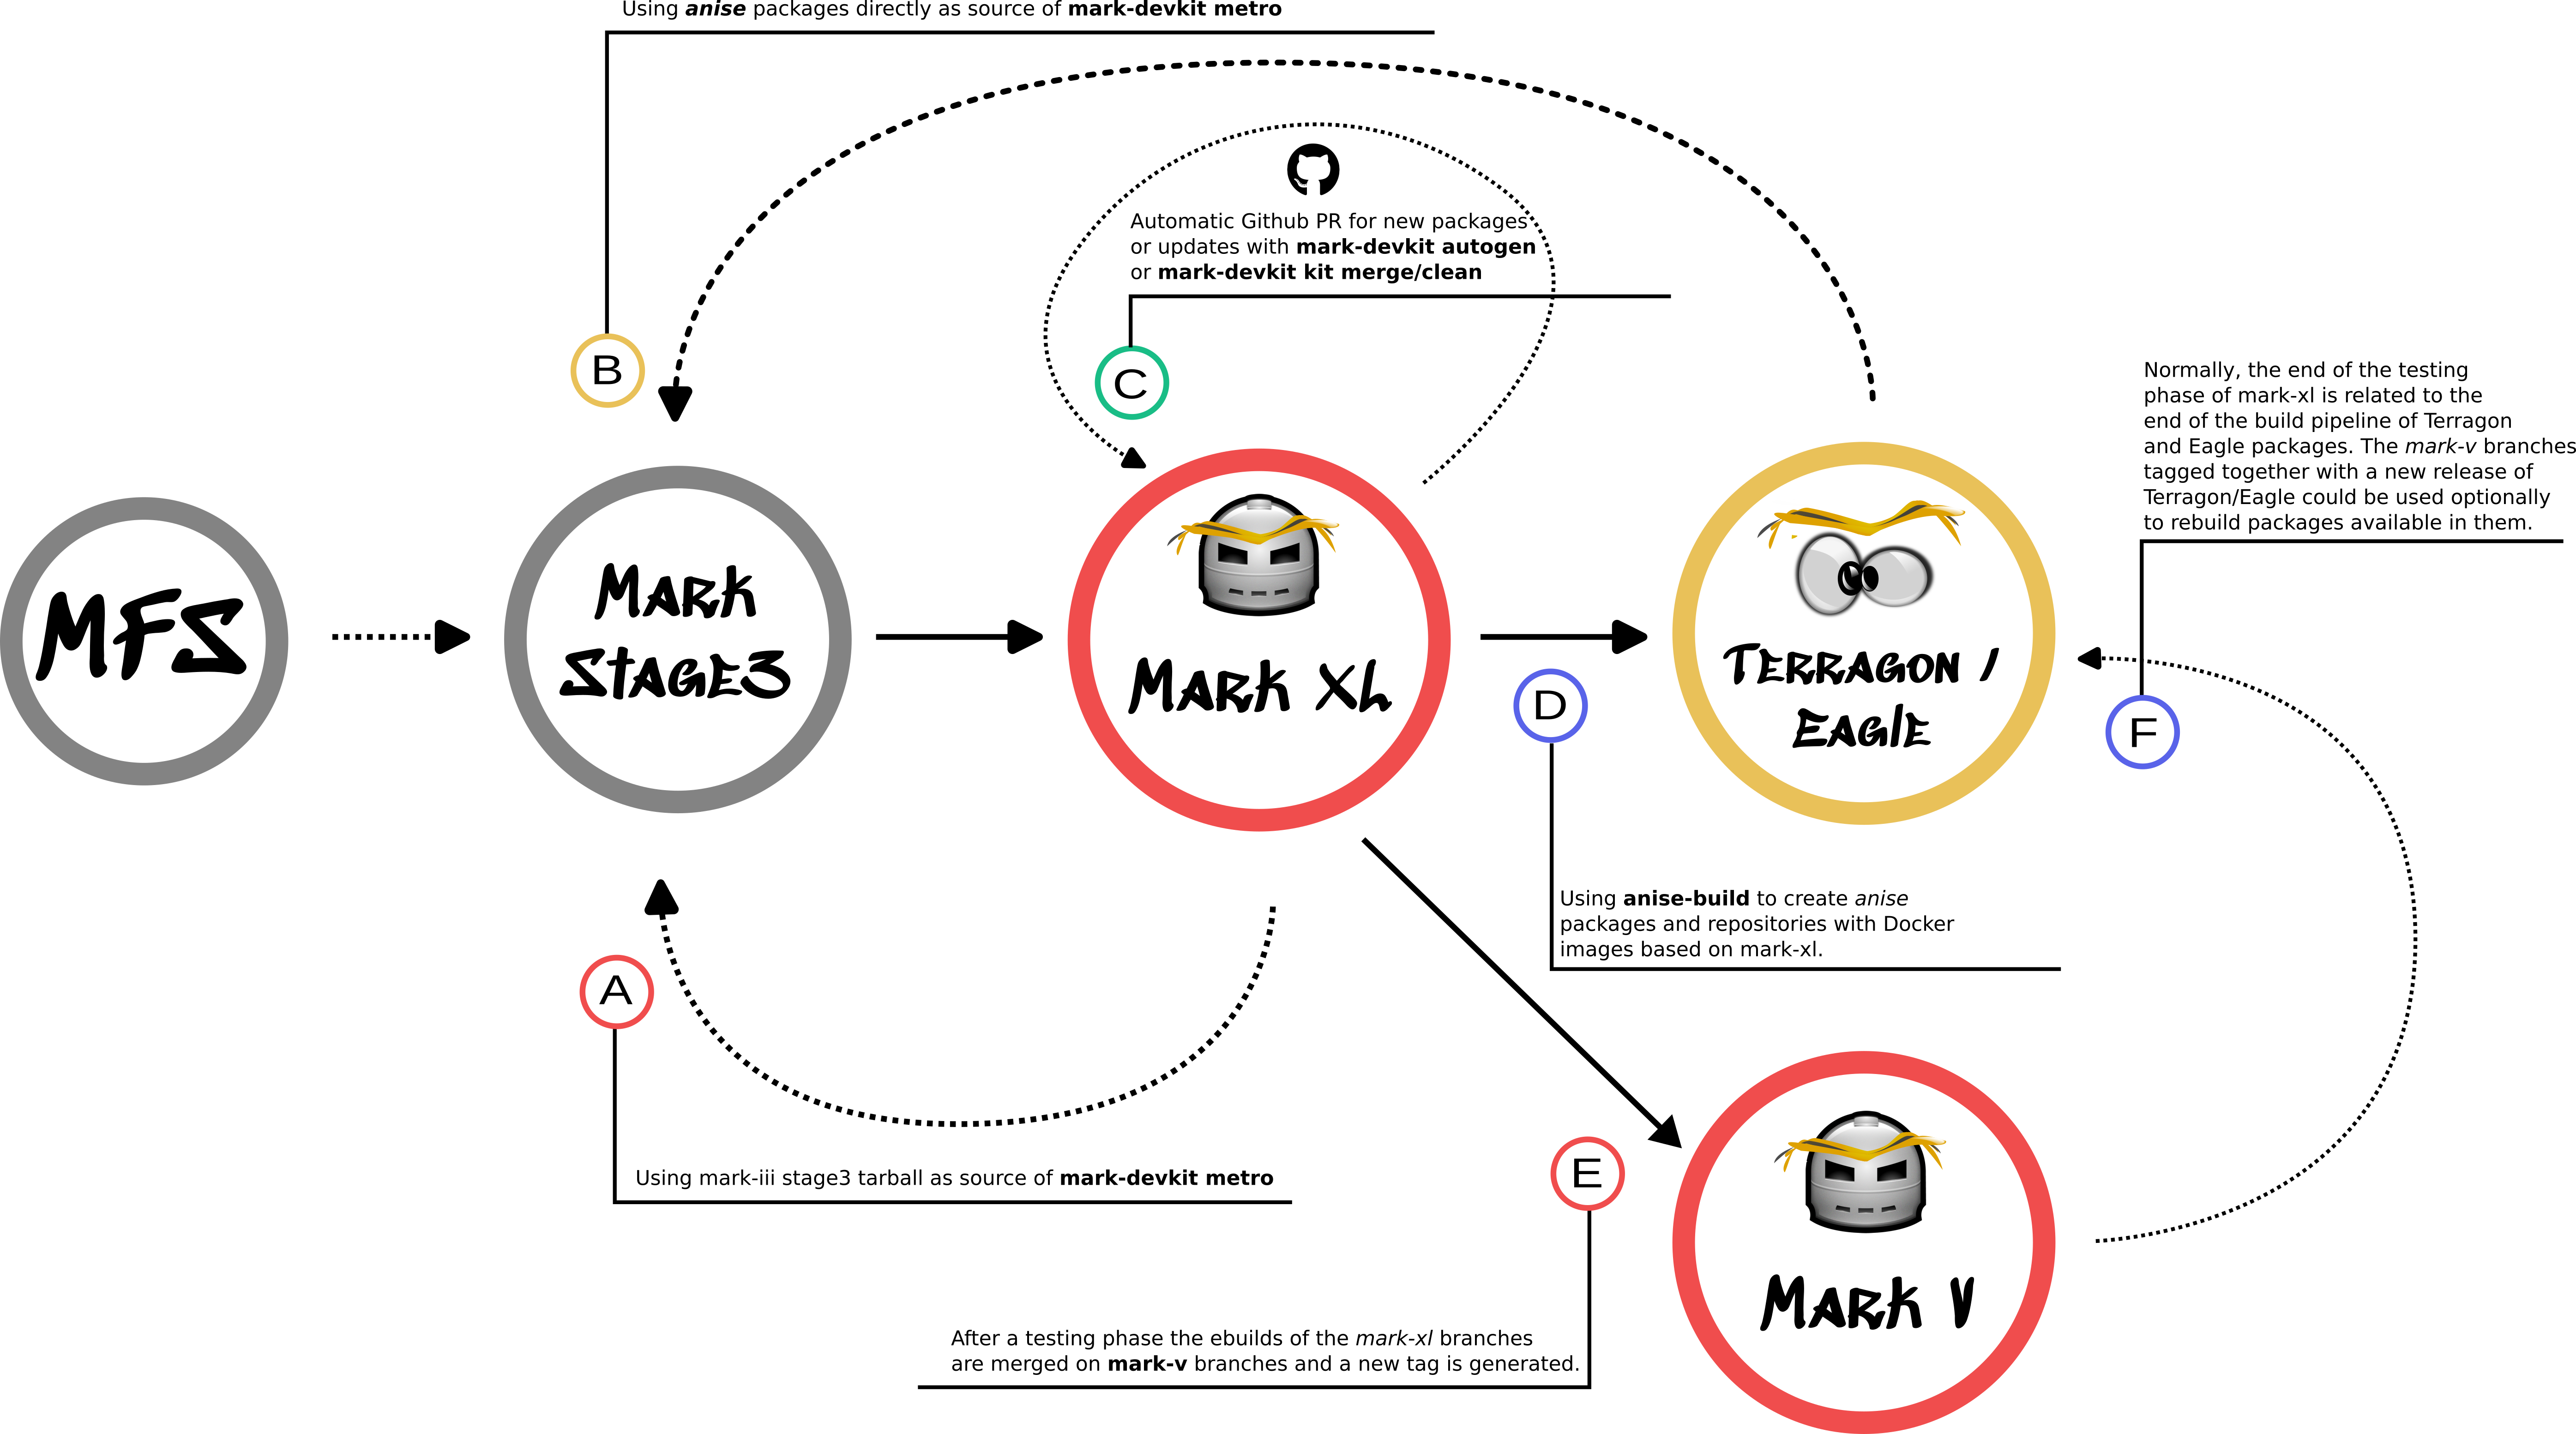 Using anise packages directly as source of mark-devkit metro
Automatic Github PR for new packages
or updates with mark-devkit autogen
or mark-devkit kit merge/clean
B
C
Normally, the end of the testing
phase of mark-xl is related to the
end of the build pipeline of Terragon
and Eagle packages. The mark-v branches
tagged together with a new release of
Terragon/Eagle could be used optionally
to rebuild packages available in them.
MFS
Mark
Stage3
Mark XL
Terragon /
Eagle
D
F
Using anise-build to create anise
packages and repositories with Docker
images based on mark-xl.
A
Using mark-iii stage3 tarball as source of mark-devkit metro
E
Mark V
After a testing phase the ebuilds of the mark-xl branches
are merged on mark-v branches and a new tag is generated.